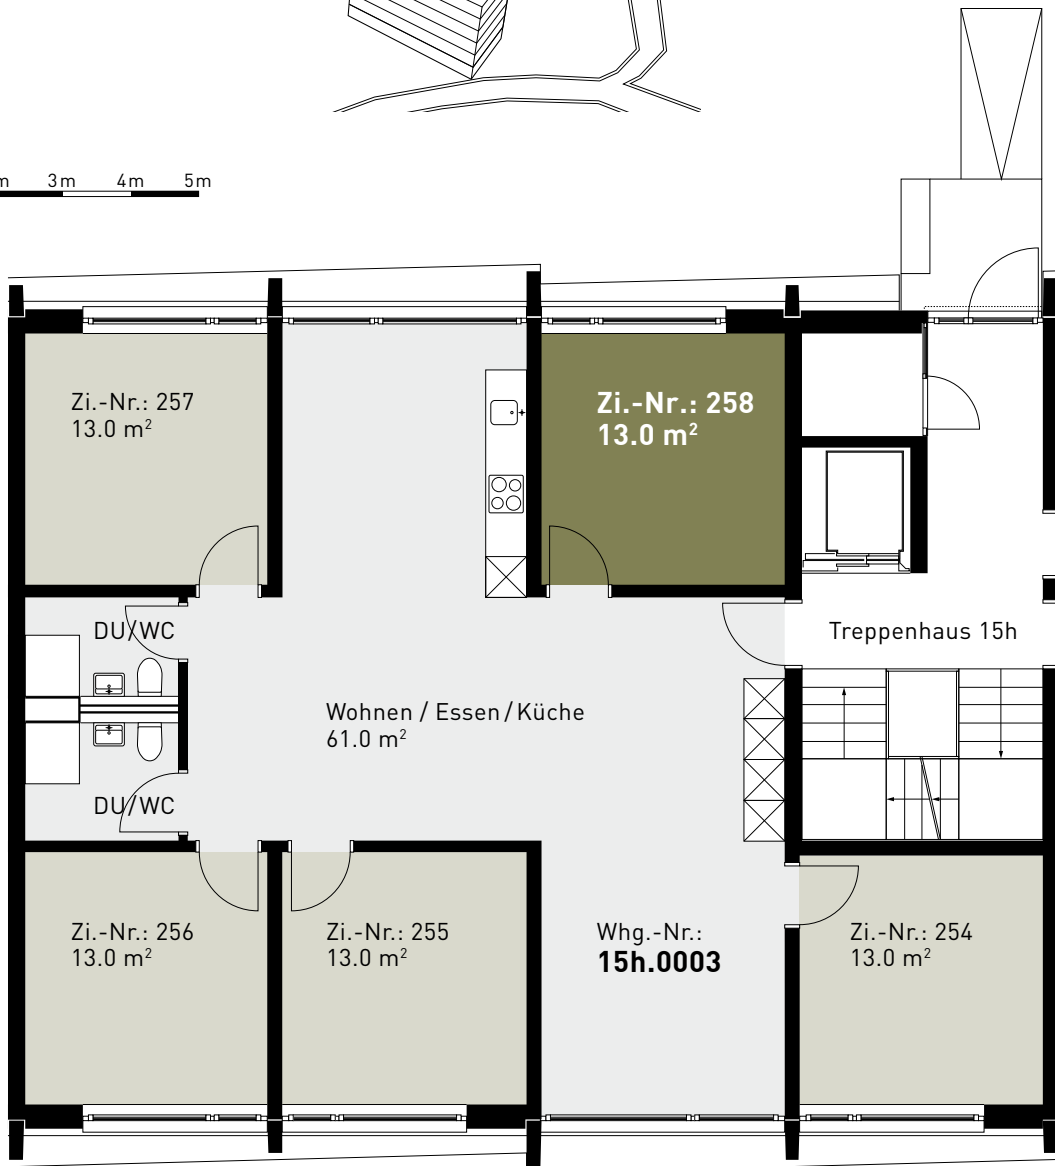 3m 4m 5m
Zi.-Nr.: 257
13.0 m²
Zi.-Nr.: 258
13.0 m²
DU/WC
Treppenhaus 15h
Wohnen / Essen / Küche
61.0 m²
DU/WC
Zi.-Nr.: 256
13.0 m²
Zi.-Nr.: 255
13.0 m²
Whg.-Nr.:
15h.0003
Zi.-Nr.: 254
13.0 m²